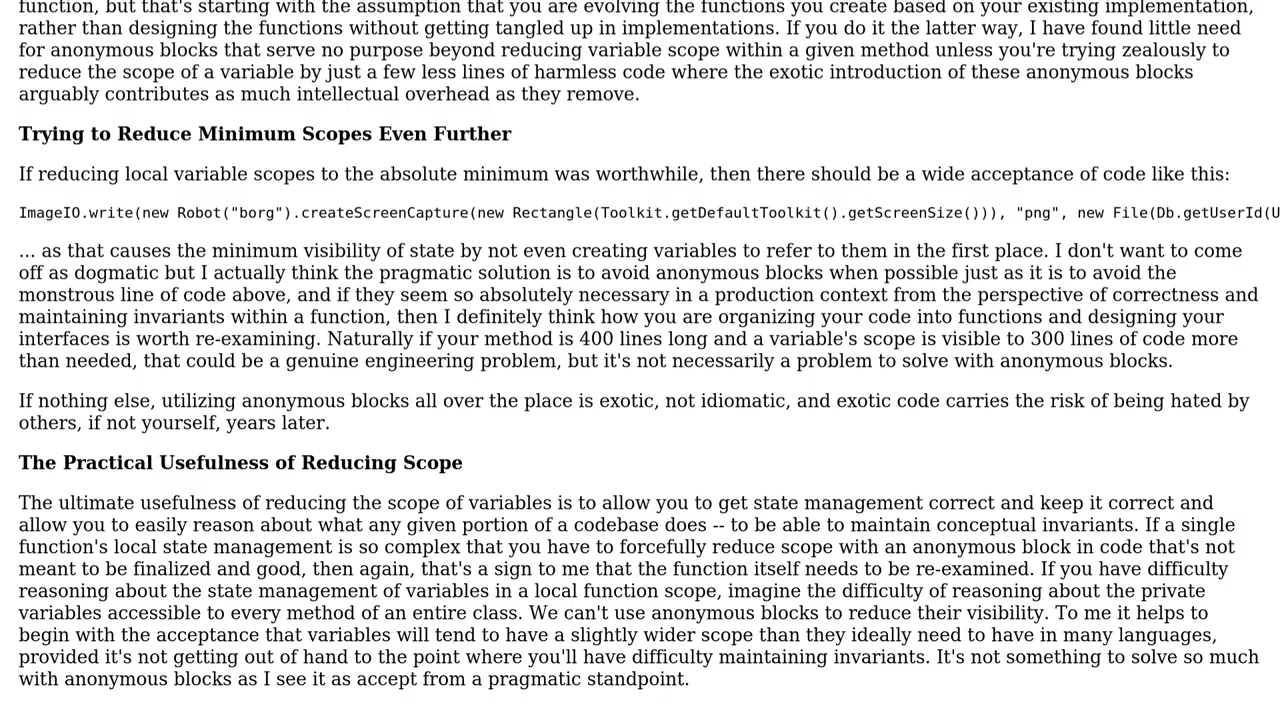 function, but that's starting with the assumption that you are evolving the functions you create based on your existing implementation,
rather than designing the functions without getting tangled up in implementations. If you do it the latter way, I have found little need
for anonymous blocks that serve no purpose beyond reducing variable scope within a given method unless you're trying zealously to
reduce the scope of a variable by just a few less lines of harmless code where the exotic introduction of these anonymous blocks
arguably contributes as much intellectual overhead as they remove.
Trying to Reduce Minimum Scopes Even Further
If reducing local variable scopes to the absolute minimum was worthwhile, then there should be a wide acceptance of code like this:
ImageIO.write(new Robot("borg").createScreenCapture(new Rectangle(Toolkit.getDefaultToolkit().getScreenSize())), "png", new File(Db.getUserId(U
... as that causes the minimum visibility of state by not even creating variables to refer to them in the first place. I don't want to come
off as dogmatic but I actually think the pragmatic solution is to avoid anonymous blocks when possible just as it is to avoid the
monstrous line of code above, and if they seem so absolutely necessary in a production context from the perspective of correctness and
maintaining invariants within a function, then I definitely think how you are organizing your code into functions and designing your
interfaces is worth re-examining. Naturally if your method is 400 lines long and a variable's scope is visible to 300 lines of code more
than needed, that could be a genuine engineering problem, but it's not necessarily a problem to solve with anonymous blocks.
If nothing else, utilizing anonymous blocks all over the place is exotic, not idiomatic, and exotic code carries the risk of being hated by
others, if not yourself, years later.
The Practical Usefulness of Reducing Scope
The ultimate usefulness of reducing the scope of variables is to allow you to get state management correct and keep it correct and
allow you to easily reason about what any given portion of a codebase does -- to be able to maintain conceptual invariants. If a single
function's local state management is so complex that you have to forcefully reduce scope with an anonymous block in code that's not
meant to be finalized and good, then again, that's a sign to me that the function itself needs to be re-examined. If you have difficulty
reasoning about the state management of variables in a local function scope, imagine the difficulty of reasoning about the private
variables accessible to every method of an entire class. We can't use anonymous blocks to reduce their visibility. To me it helps to
begin with the acceptance that variables will tend to have a slightly wider scope than they ideally need to have in many languages,
provided it's not getting out of hand to the point where you'll have difficulty maintaining invariants. It's not something to solve so much
with anonymous blocks as I see it as accept from a pragmatic standpoint.